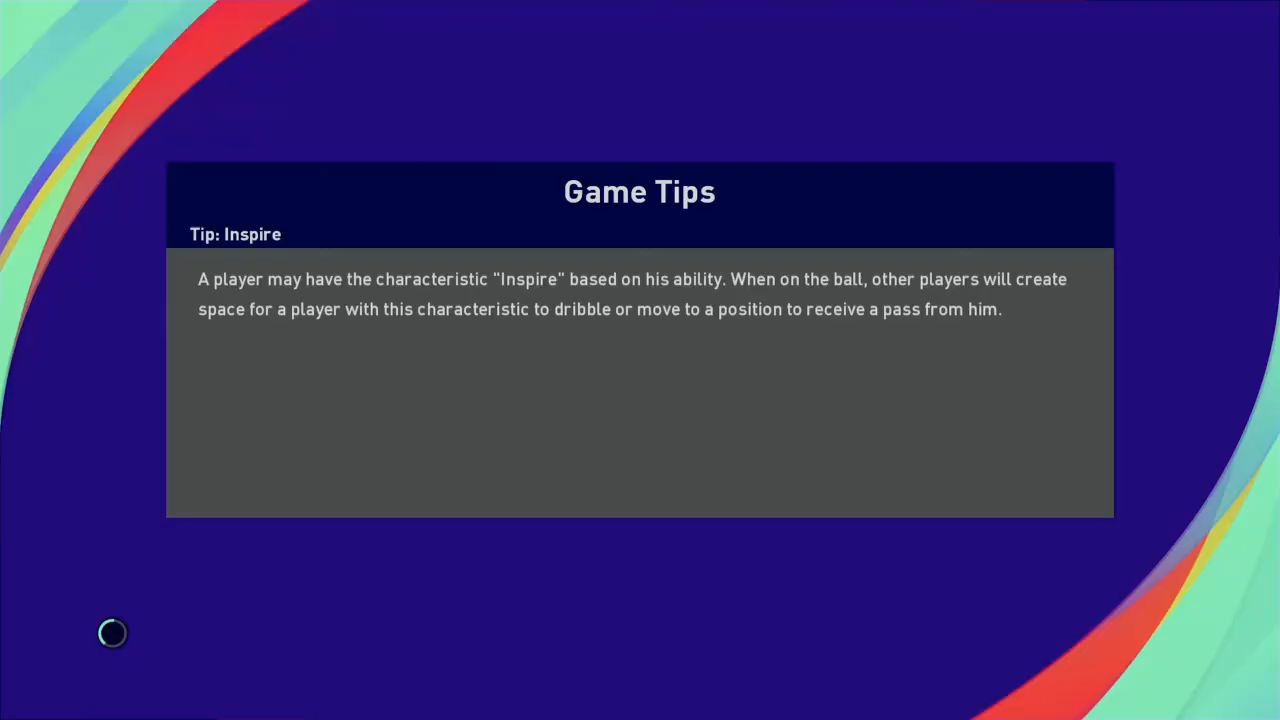 Game Tips
Tip: Inspire
A player may have the characteristic "Inspire" based on his ability. When on the ball, other players will create
space for a player with this characteristic to dribble or move to a position to receive a pass from him.